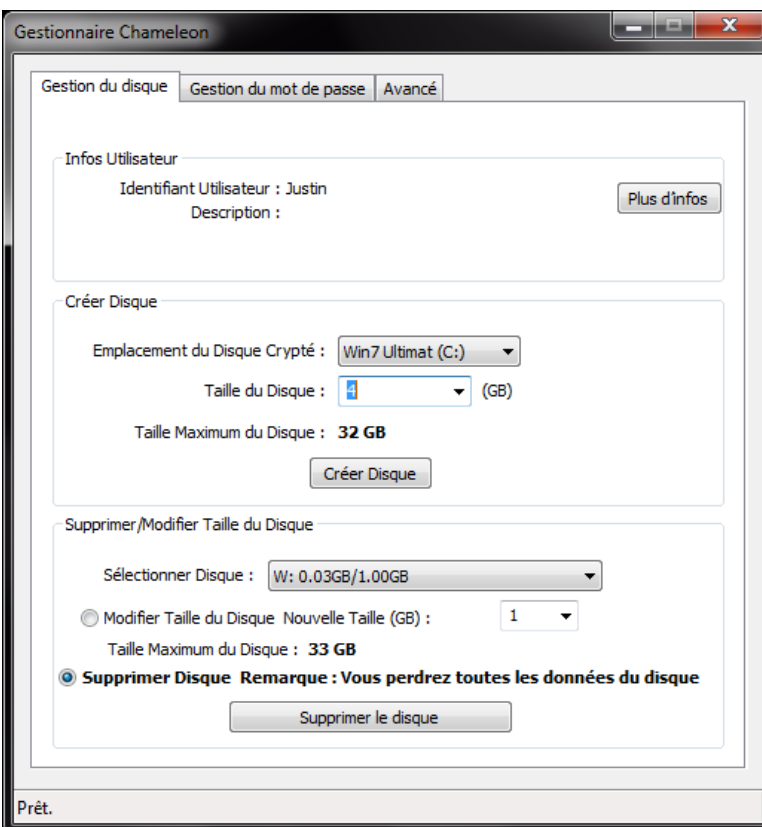 Gestionnaire Chameleon
Gestion du disque Gestion du mot de passe Avancé
Infos Utilisateur
Identifiant Utilisateur : Justin
Plus d'infos
Description :
Créer Disque
Emplacement du Disque Crypté : Win7 Ultimat (C:)
Taille du Disque : 4 (GB)
Taille Maximum du Disque : 32 GB
Créer Disque
Supprimer/Modifier Taille du Disque
Sélectionner Disque : W: 0.03GB/1.00GB
Modifier Taille du Disque Nouvelle Taille (GB) : 1
Taille Maximum du Disque : 33 GB
Supprimer Disque Remarque : Vous perdrez toutes les données du disque
Supprimer le disque
Prêt.